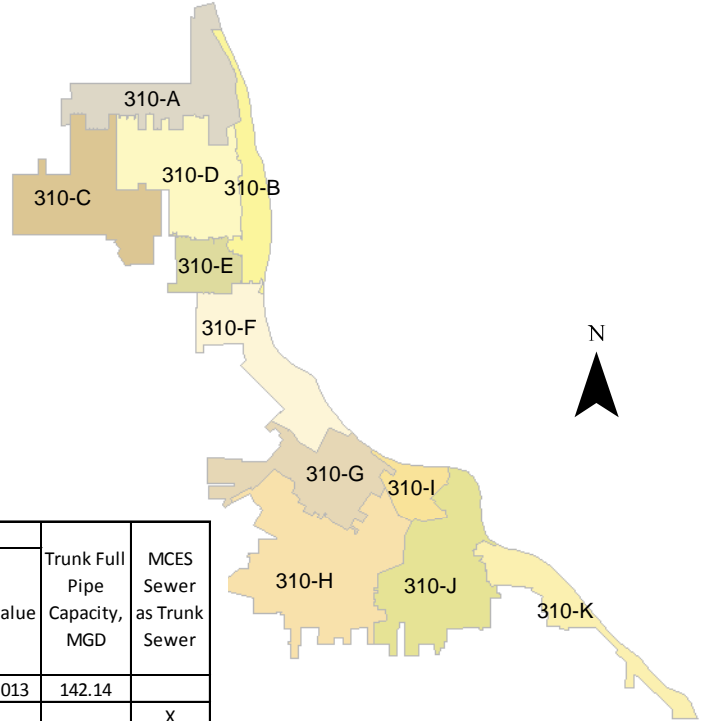 310-A
310-D
310-B
310-C
310-E
310-F
N
310-G
310-I
310-H
310-J
310-K
Trunk Full MCES
Pipe Sewer
Capacity, as Trunk
MGD Sewer
013 142.14
X